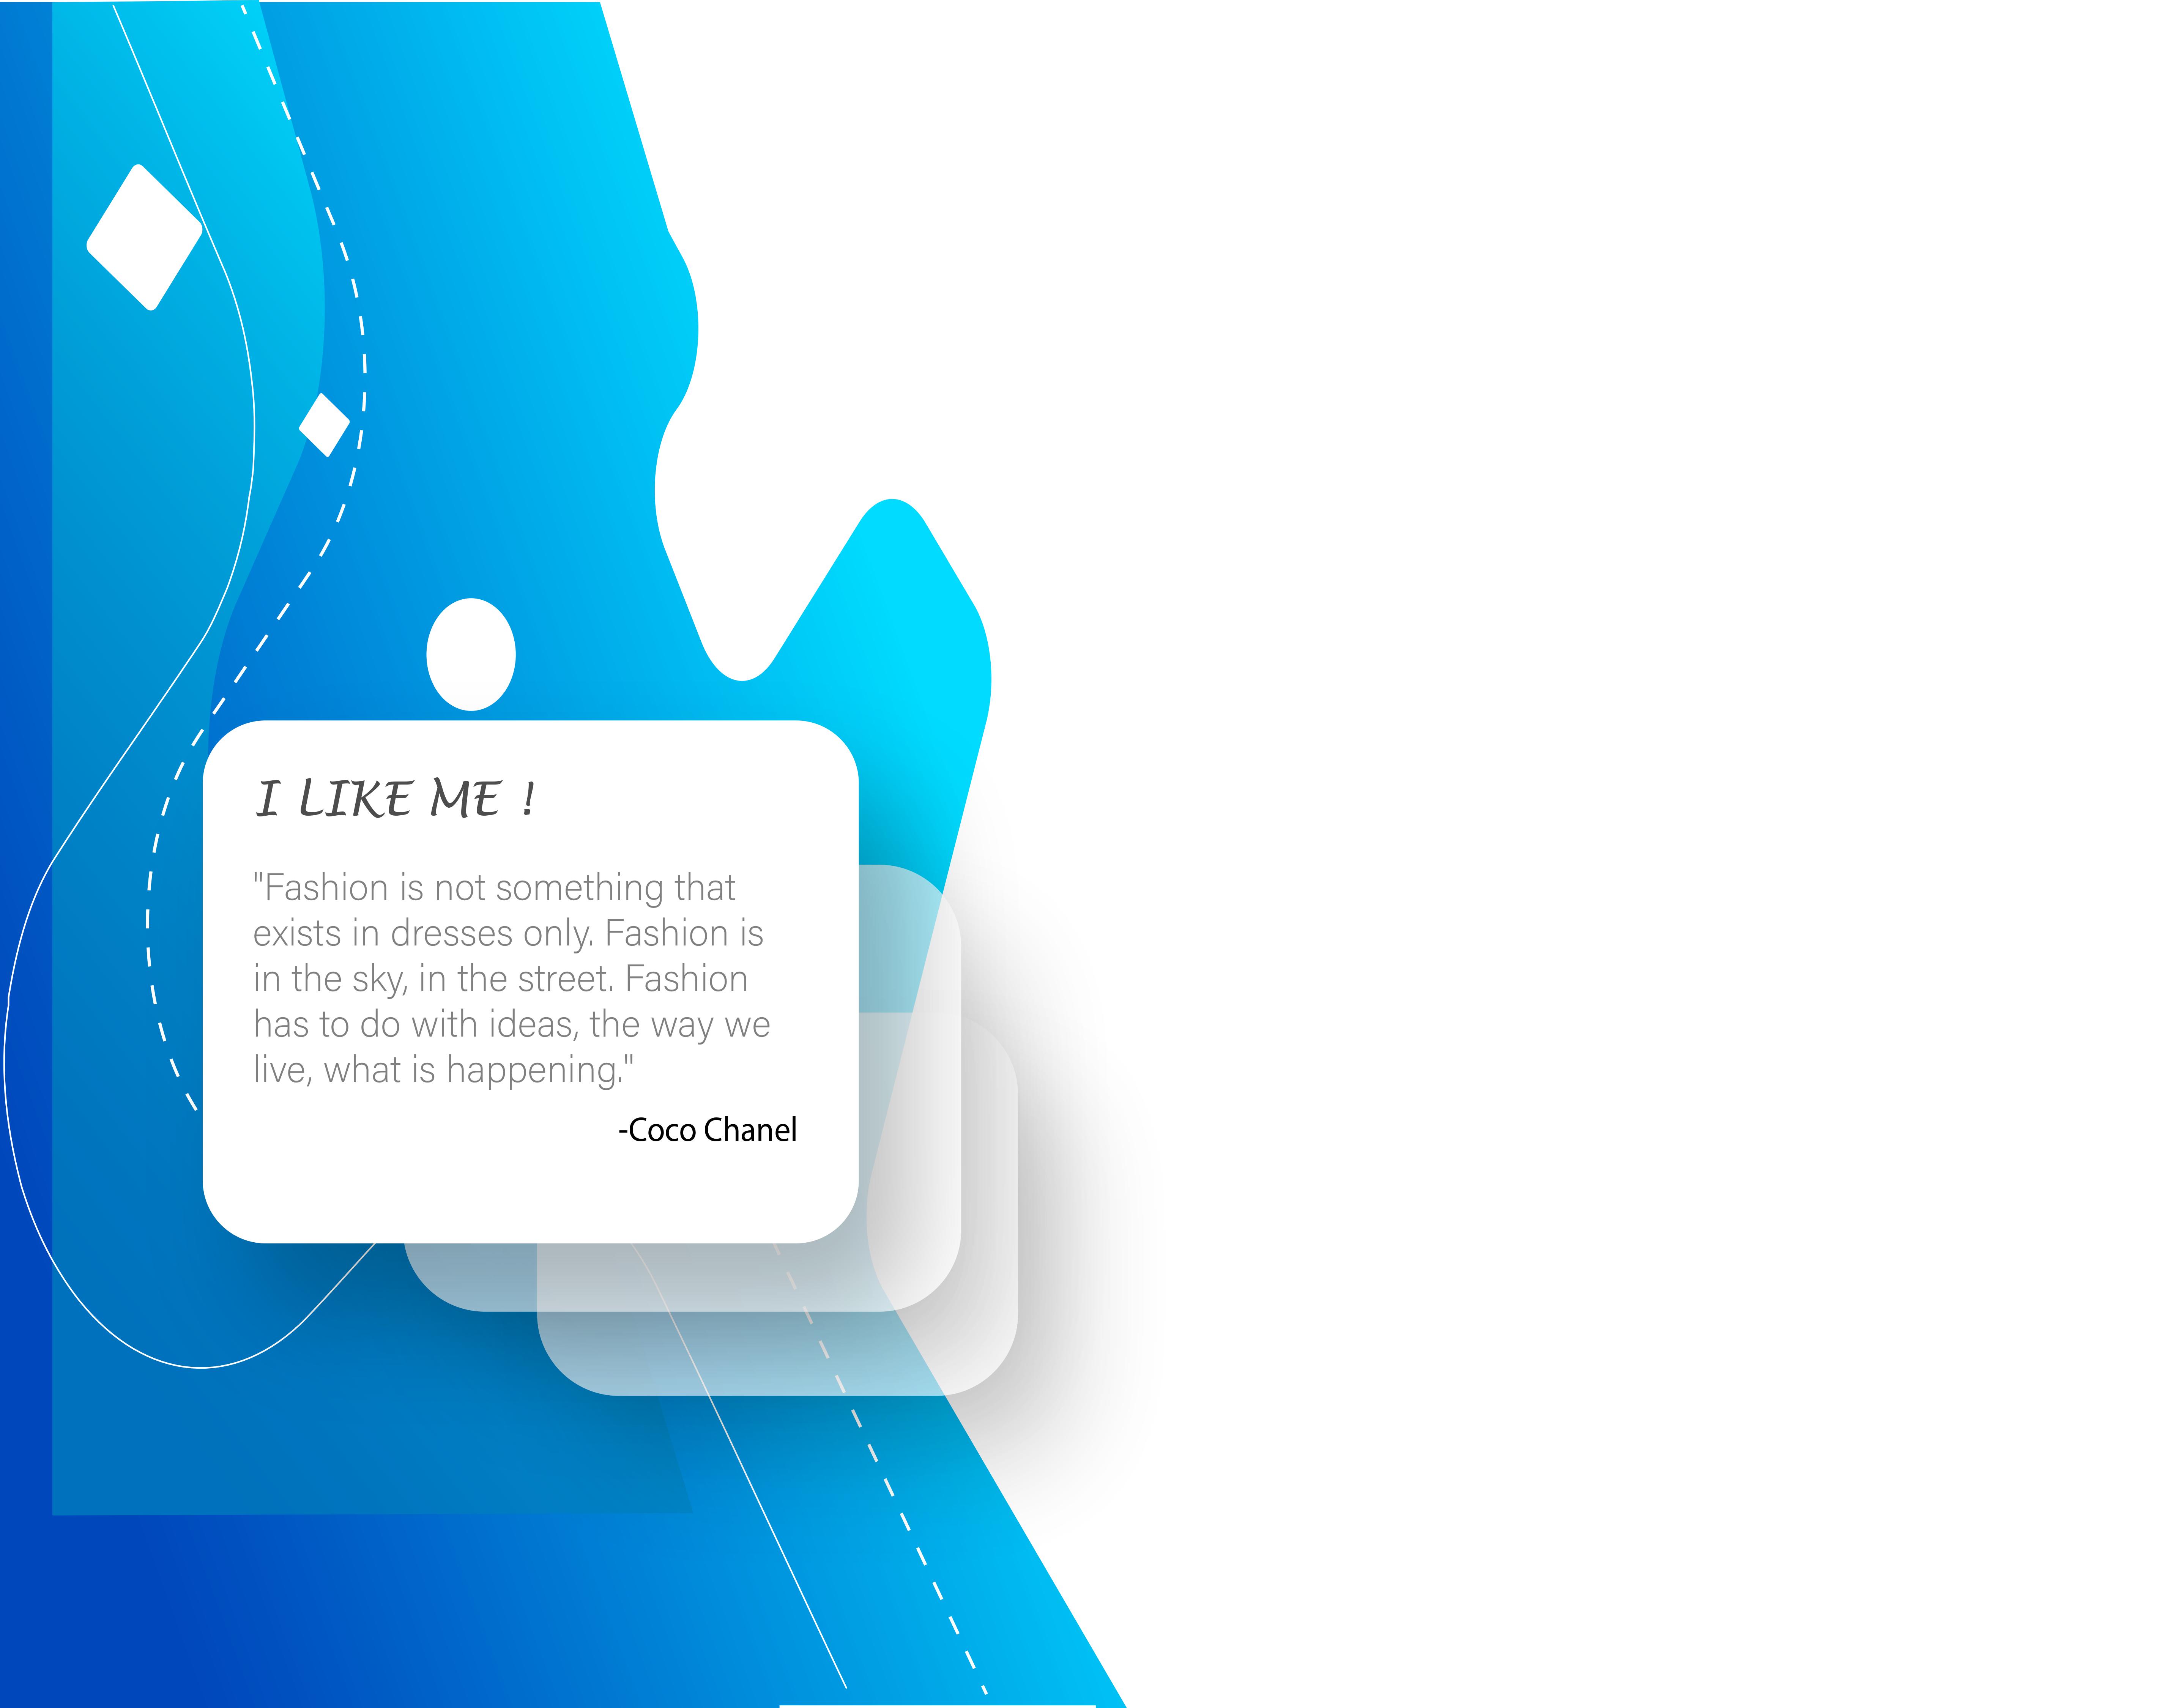 I LIKE ME !
"Fashion is not something that
exists in dresses only. Fashion is
in the sky, in the street. Fashion
has to do with ideas, the way we
live, what is happening."
-Coco Chanel